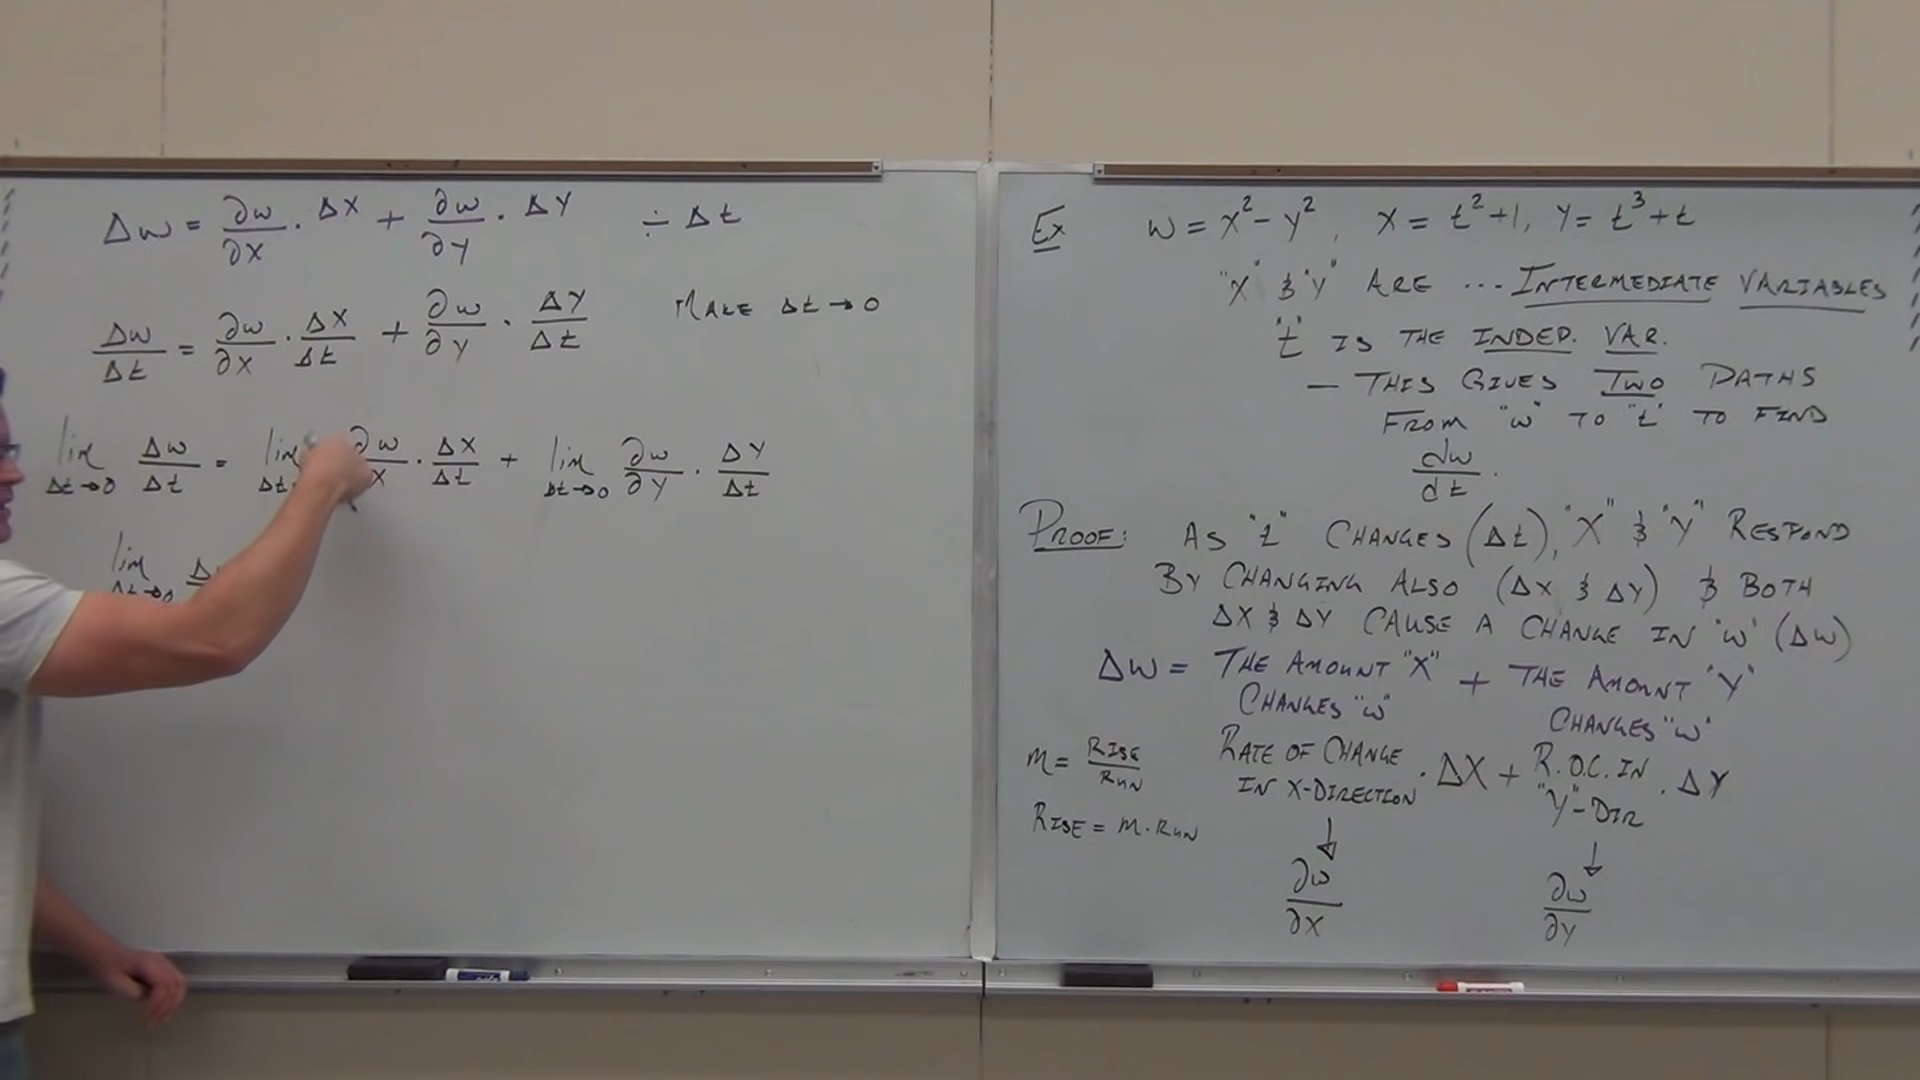 Δw = ∂w/∂x · Δx + ∂w/∂y · Δy ÷ Δt
Δw/Δt = ∂w/∂x · Δx/Δt + ∂w/∂y · Δy/Δt MAKE Δt→0
lim Δt→0 Δw/Δt = lim ∂w/∂x · Δx/Δt + lim Δt→0 ∂w/∂y · Δy/Δt
lim Δt→0
Ex w = x² - y², x = t² + 1, y = t³ + t
"X" & "Y" ARE ... INTERMEDIATE VARIABLES
"t" IS THE INDEP. VAR.
— THIS GIVES TWO PATHS
FROM "w" TO "t" TO FIND
dw/dt.
PROOF: AS "t" CHANGES (Δt), "X" & "Y" RESPOND
BY CHANGING ALSO (Δx & Δy) & BOTH
Δx & Δy CAUSE A CHANGE IN "w" (Δw)
Δw = THE AMOUNT "X" CHANGES "w" + THE AMOUNT "Y" CHANGES "w"
m = RISE/RUN
RATE OF CHANGE IN X-DIRECTION · Δx + R.O.C. IN "Y"-DIR · Δy
RISE = m · RUN
↓ ↓
∂w/∂x ∂w/∂y